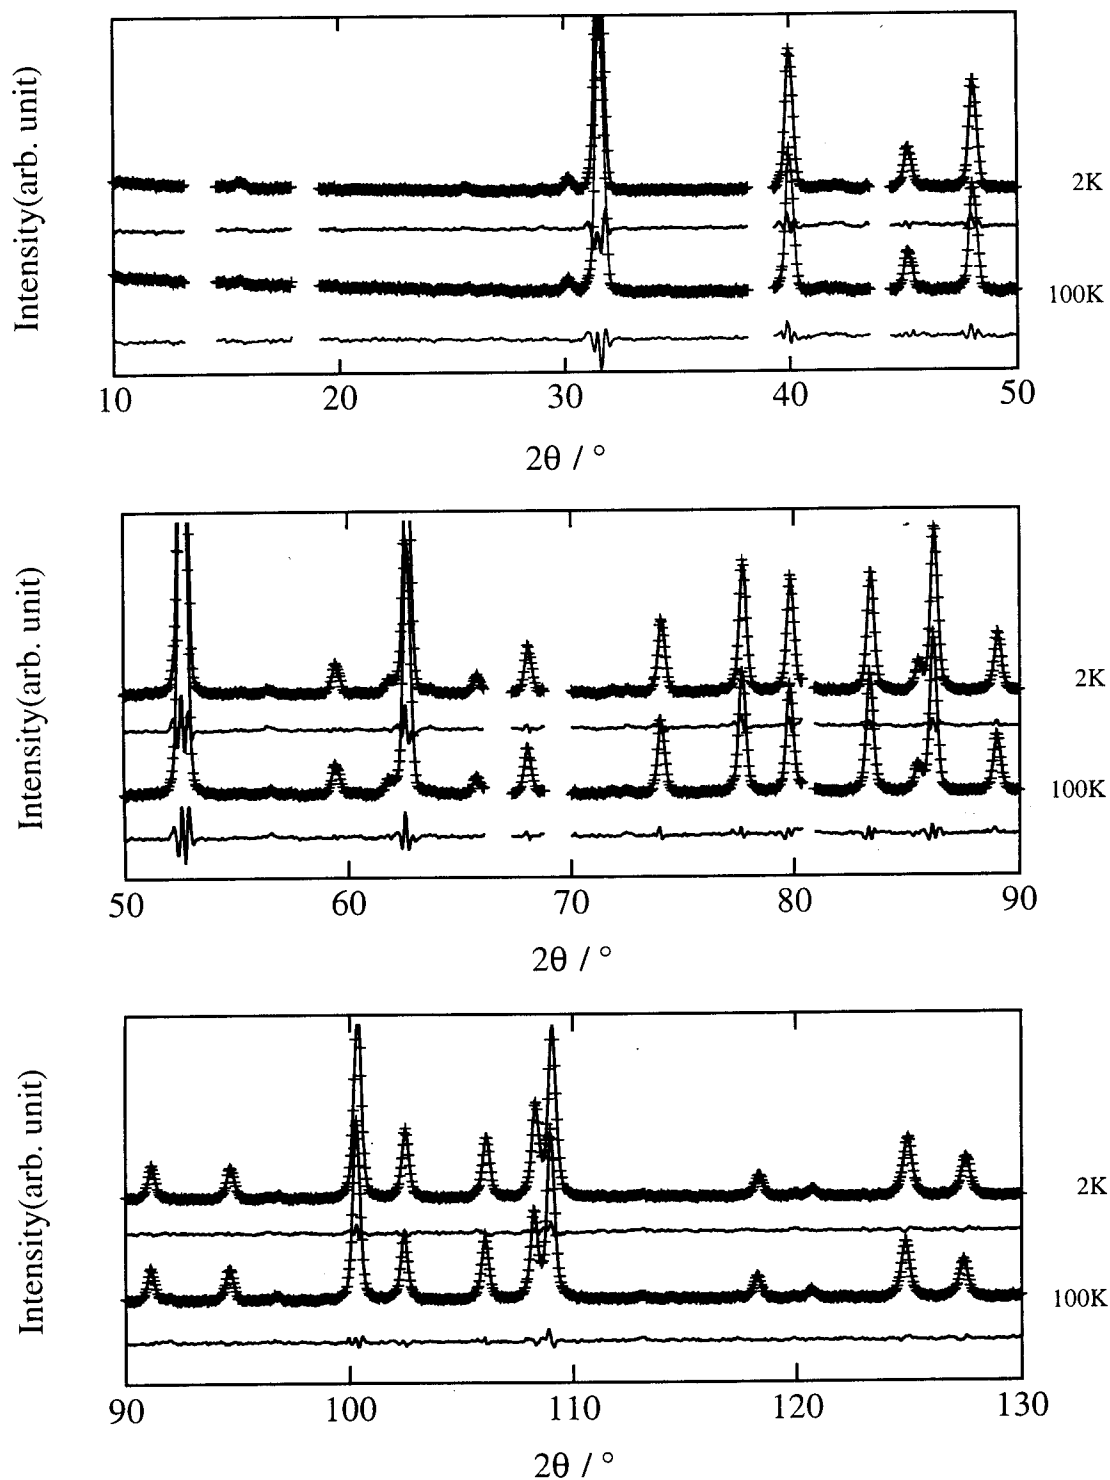 Intensity(arb. unit)
2K
100K
10 20 30 40 50
2θ / °
Intensity(arb. unit)
2K
100K
50 60 70 80 90
2θ / °
Intensity(arb. unit)
2K
100K
90 100 110 120 130
2θ / °